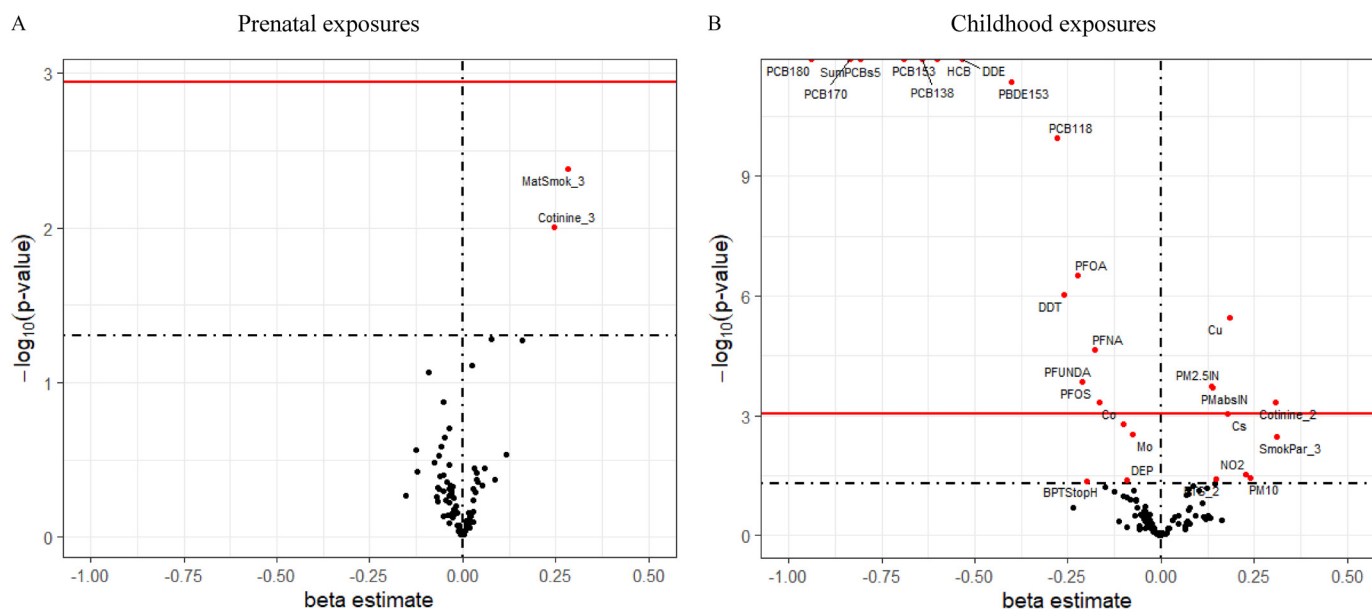 A Prenatal exposures
3
2
1
0
MatSmok_3
Cotinine_3
-1.00 -0.75 -0.50 -0.25 0.00 0.25 0.50
beta estimate
−log10(p-value)
B Childhood exposures
9
6
3
0
PCB180 SumPCBs5 PCB153 HCB DDE
PCB170 PCB138 PBDE153
PCB118
PFOA
DDT
Cu
PFNA
PFUNDA PM2.5IN
PFOS PMabsIN
Co Cotinine_2
Cs
Mo SmokPar_3
DEP NO2
BPTStopH PM10
-1.00 -0.75 -0.50 -0.25 0.00 0.25 0.50
beta estimate
−log10(p-value)